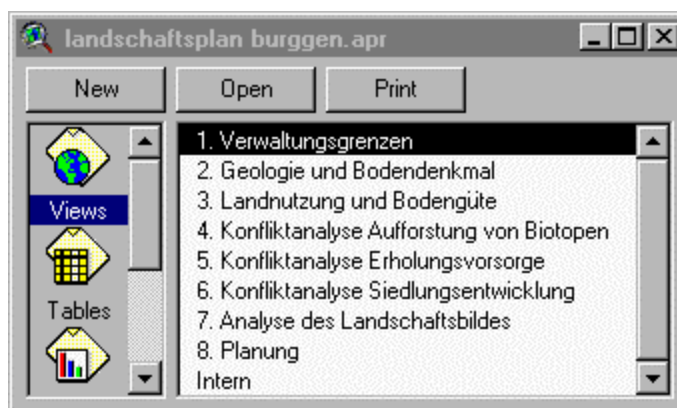 landschaftsplan burggen.apr
New Open Print
Views
Tables
1. Verwaltungsgrenzen
2. Geologie und Bodendenkmal
3. Landnutzung und Bodengüte
4. Konfliktanalyse Aufforstung von Biotopen
5. Konfliktanalyse Erholungsvorsorge
6. Konfliktanalyse Siedlungsentwicklung
7. Analyse des Landschaftsbildes
8. Planung
Intern